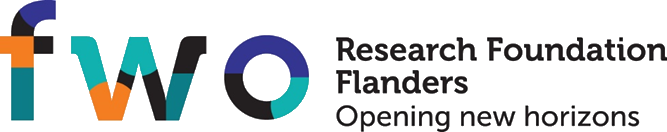 fwo
Research Foundation
Flanders
Opening new horizons